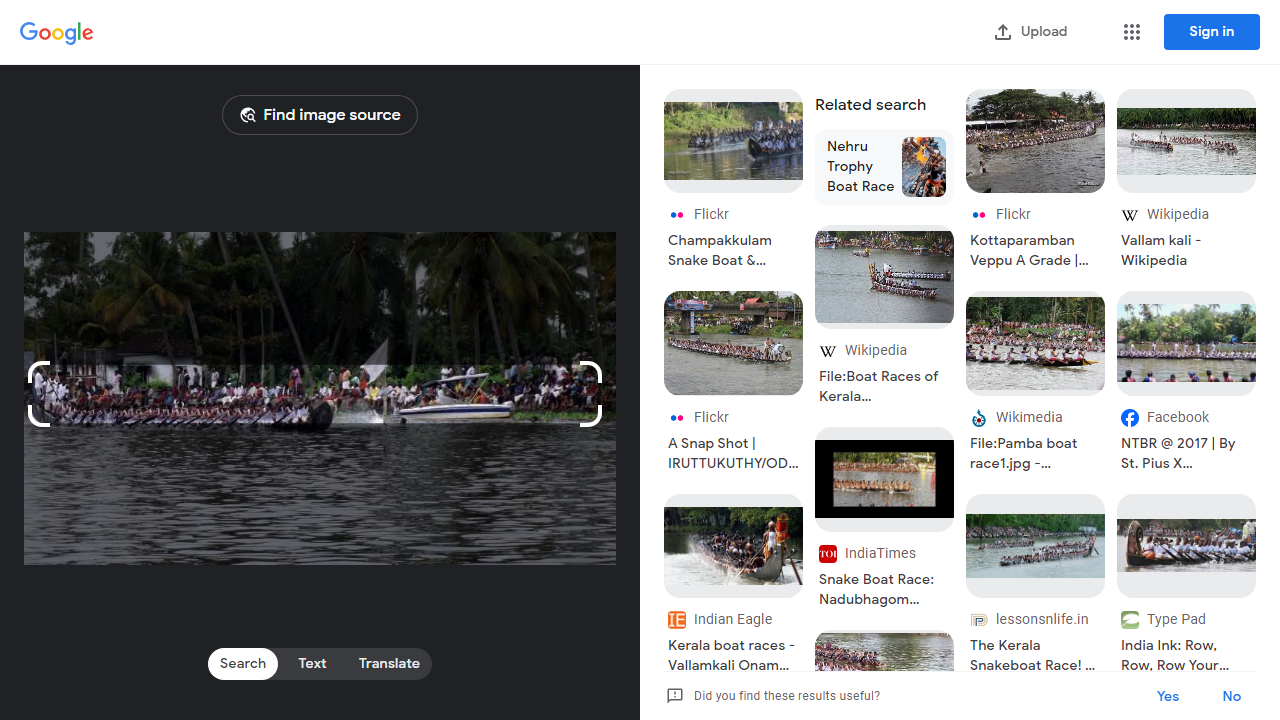 Google
Upload
Sign in
Find image source
Search
Text
Translate
Flickr
Champakkulam
Snake Boat &...
Flickr
A Snap Shot |
IRUTTUKUTHY/OD...
Indian Eagle
Kerala boat races -
Vallamkali Onam...
Related search
Nehru
Trophy
Boat Race
Wikipedia
File:Boat Races of
Kerala...
TOI
IndiaTimes
Snake Boat Race:
Nadubhagom...
Flickr
Kottaparamban
Veppu A Grade |...
Wikimedia
File:Pamba boat
race1.jpg -...
lessonsnlife.in
The Kerala
Snakeboat Race! ...
Wikipedia
Vallam kali -
Wikipedia
Facebook
NTBR @ 2017 | By
St. Pius X...
Type Pad
India Ink: Row,
Row, Row Your...
Did you find these results useful?
Yes
No